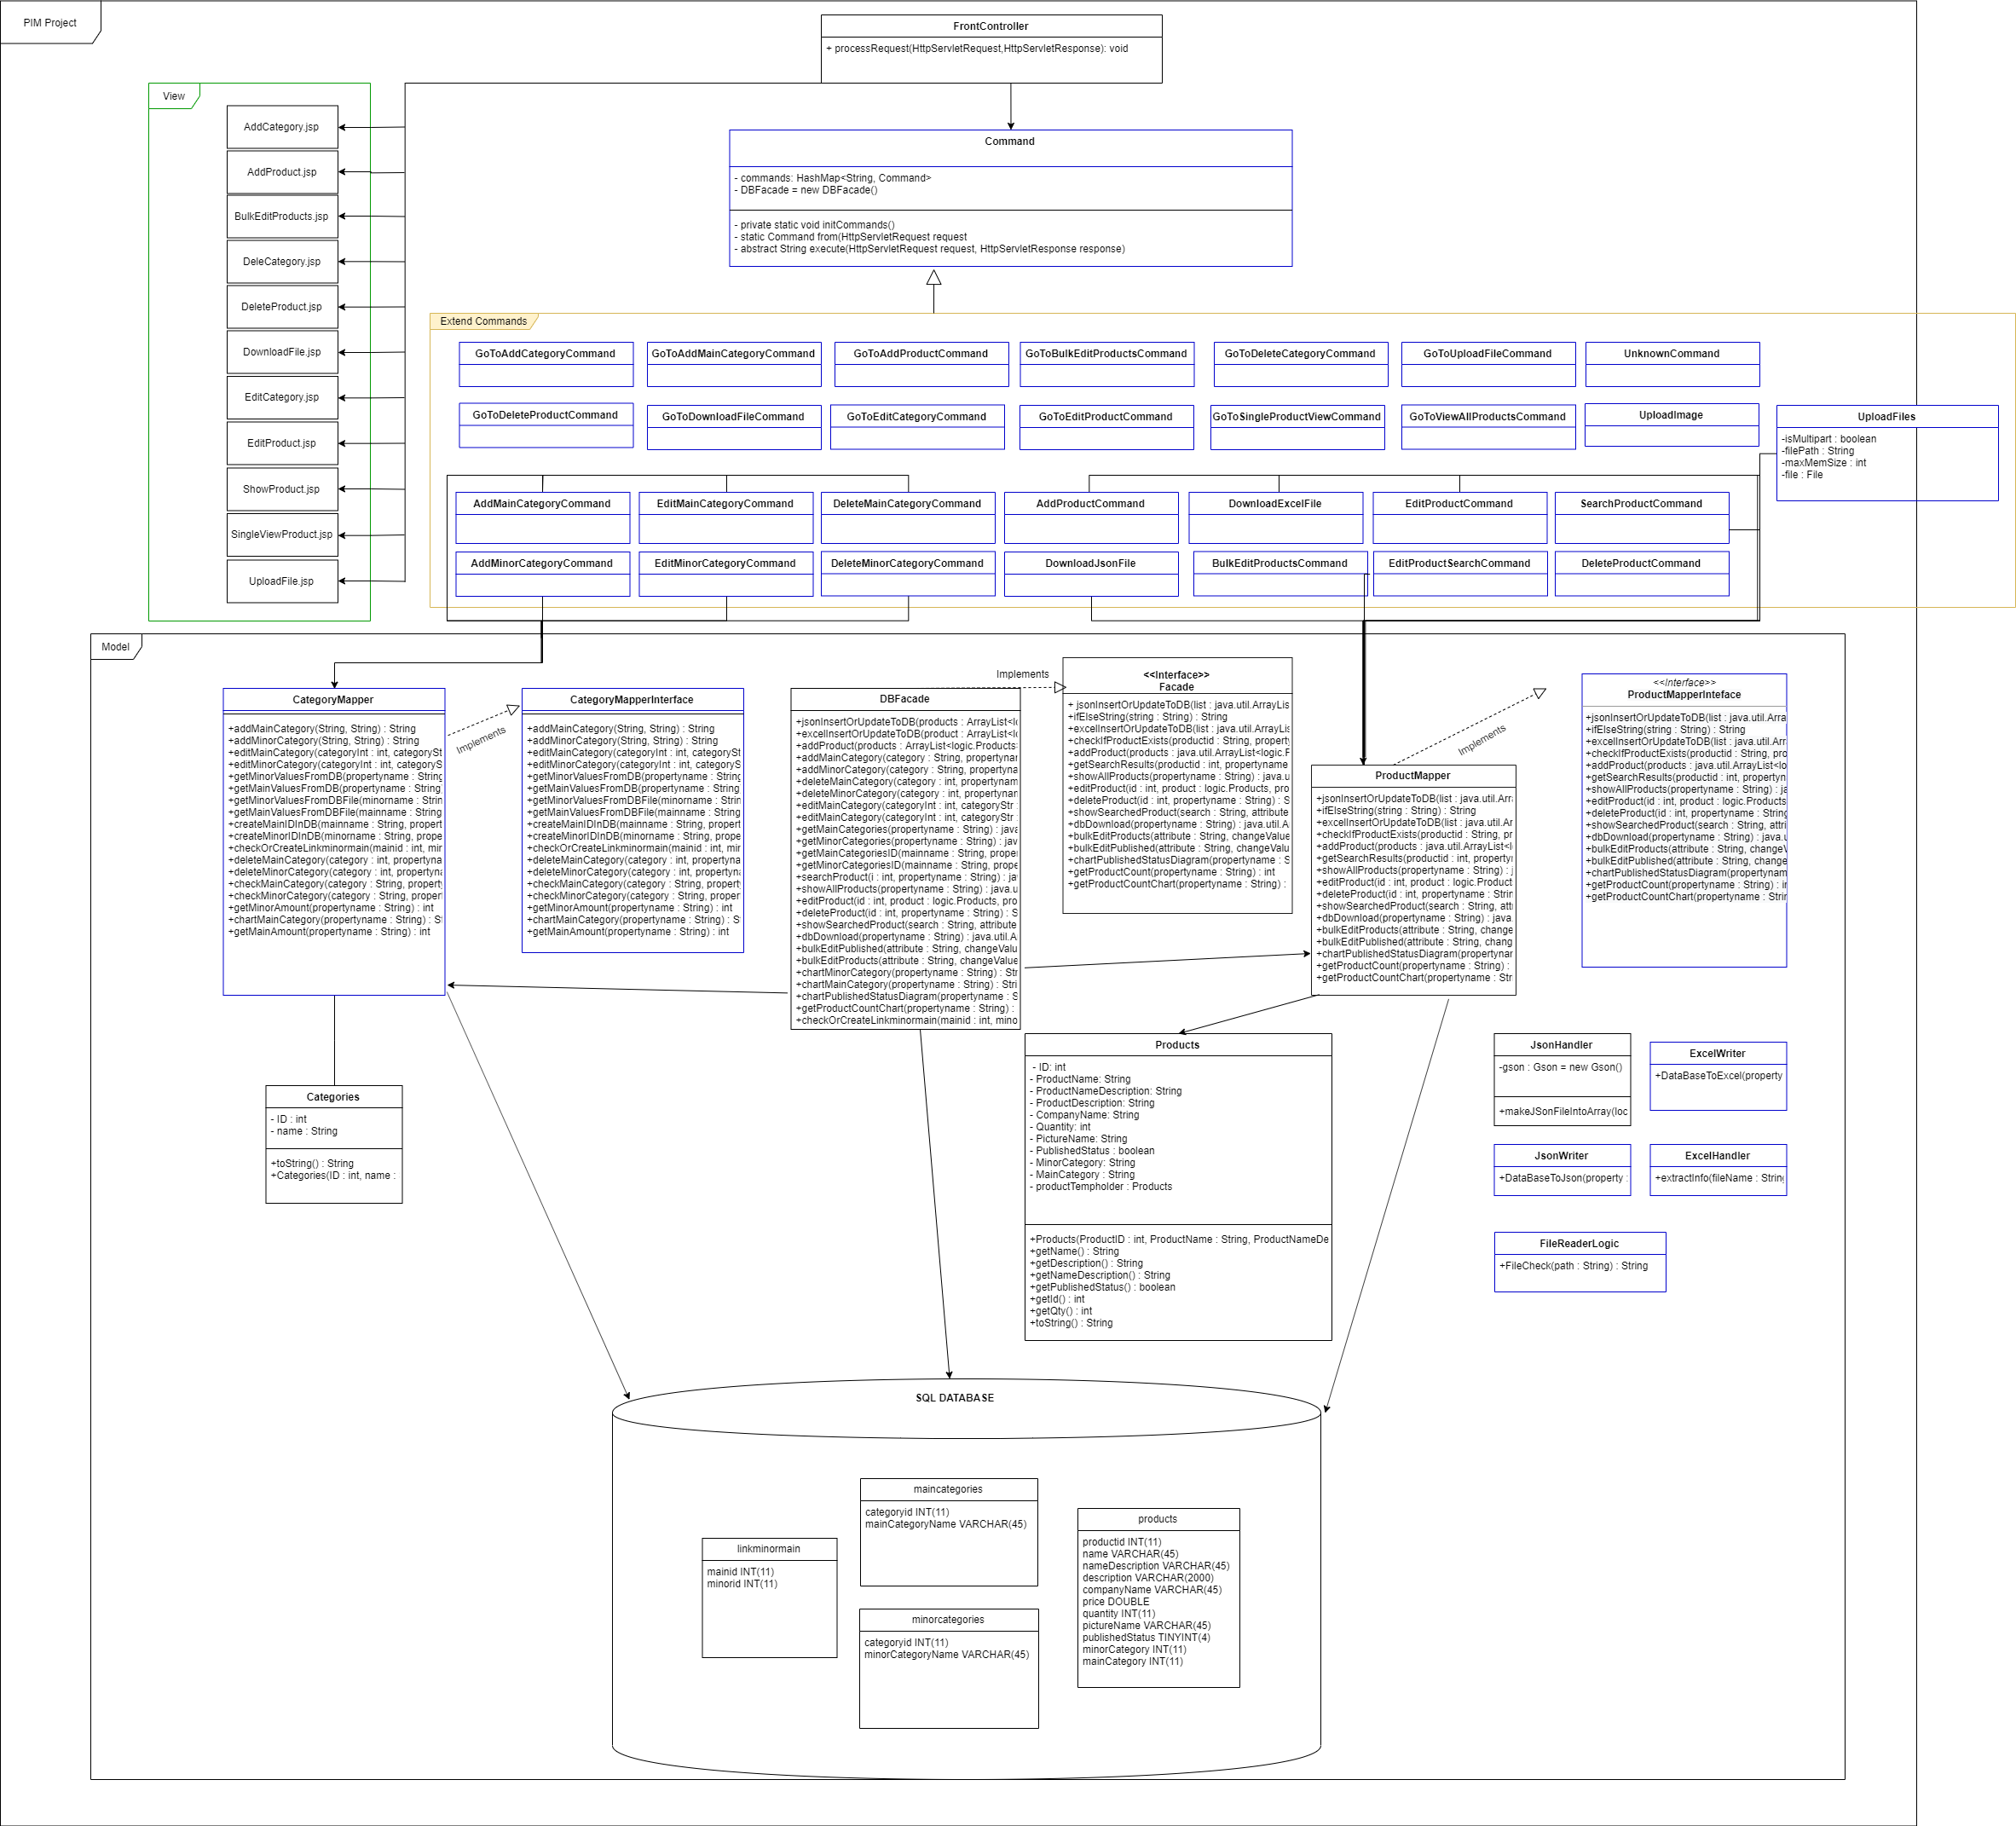 PIM Project
FrontController
+ processRequest(HttpServletRequest,HttpServletResponse): void
View
AddCategory.jsp
AddProduct.jsp
BulkEditProducts.jsp
DeleCategory.jsp
DeleteProduct.jsp
DownloadFile.jsp
EditCategory.jsp
EditProduct.jsp
ShowProduct.jsp
SingleViewProduct.jsp
UploadFile.jsp
Command
- commands: HashMap<String, Command>
- DBFacade = new DBFacade()
- private static void initCommands()
- static Command from(HttpServletRequest request
- abstract String execute(HttpServletRequest request, HttpServletResponse response)
Extend Commands
GoToAddCategoryCommand
GoToAddMainCategoryCommand
GoToAddProductCommand
GoToBulkEditProductsCommand
GoToDeleteCategoryCommand
GoToUploadFileCommand
UnknownCommand
GoToDeleteProductCommand
GoToDownloadFileCommand
GoToEditCategoryCommand
GoToEditProductCommand
GoToSingleProductViewCommand
GoToViewAllProductsCommand
UploadImage
UploadFiles
-isMultipart : boolean
-filePath : String
-maxMemSize : int
-file : File
AddMainCategoryCommand
EditMainCategoryCommand
DeleteMainCategoryCommand
AddProductCommand
DownloadExcelFile
EditProductCommand
SearchProductCommand
AddMinorCategoryCommand
EditMinorCategoryCommand
DeleteMinorCategoryCommand
DownloadJsonFile
BulkEditProductsCommand
EditProductSearchCommand
DeleteProductCommand
Model
CategoryMapper
+addMainCategory(String, String) : String
+addMinorCategory(String, String) : String
+editMainCategory(categoryInt : int, categorySt
+editMinorCategory(categoryInt : int, categoryS
+getMinorValuesFromDB(propertyname : String
+getMainValuesFromDB(propertyname : String
+getMinorValuesFromDBFile(minorname : Strin
+getMainValuesFromDBFile(mainname : String
+createMainIDInDB(mainname : String, propert
+createMinorIDInDB(minorname : String, prope
+checkOrCreateLinkminormain(mainid : int, mi
+deleteMainCategory(category : int, propertyna
+deleteMinorCategory(category : int, propertyna
+checkMainCategory(category : String, propert
+checkMinorCategory(category : String, proper
+getMinorAmount(propertyname : String) : int
+chartMainCategory(propertyname : String) : St
+getMainAmount(propertyname : String) : int
Implements
CategoryMapperInterface
+addMainCategory(String, String) : String
+addMinorCategory(String, String) : String
+editMainCategory(categoryInt : int, categorySt
+editMinorCategory(categoryInt : int, categoryS
+getMinorValuesFromDB(propertyname : String
+getMainValuesFromDB(propertyname : String
+getMinorValuesFromDBFile(minorname : Strin
+getMainValuesFromDBFile(mainname : String
+createMainIDInDB(mainname : String, propert
+createMinorIDInDB(minorname : String, prope
+checkOrCreateLinkminormain(mainid : int, mi
+deleteMainCategory(category : int, propertyna
+deleteMinorCategory(category : int, propertyna
+checkMainCategory(category : String, propert
+checkMinorCategory(category : String, proper
+getMinorAmount(propertyname : String) : int
+chartMainCategory(propertyname : String) : St
+getMainAmount(propertyname : String) : int
DBFacade
+jsonInsertOrUpdateToDB(products : ArrayList<l
+excelInsertOrUpdateToDB(product : ArrayList<l
+addProduct(products : ArrayList<logic.Products
+addMainCategory(category : String, propertyna
+addMinorCategory(category : String, propertyna
+deleteMainCategory(category : int, propertynam
+deleteMinorCategory(category : int, propertynan
+editMainCategory(categoryInt : int, categoryStr
+editMainCategory(categoryInt : int, categoryStr
+getMainCategories(propertyname : String) : java
+getMinorCategories(propertyname : String) : jav
+getMainCategoriesID(mainname : String, proper
+getMinorCategoriesID(mainname : String, prope
+searchProduct(i : int, propertyname : String) : jav
+showAllProducts(propertyname : String) : java.u
+editProduct(id : int, product : logic.Products, pro
+deleteProduct(id : int, propertyname : String) : S
+showSearchedProduct(search : String, attribute
+dbDownload(propertyname : String) : java.util.A
+bulkEditPublished(attribute : String, changeValu
+bulkEditProducts(attribute : String, changeValue
+chartMinorCategory(propertyname : String) : Str
+chartMainCategory(propertyname : String) : Stri
+chartPublishedStatusDiagram(propertyname : S
+getProductCountChart(propertyname : String) :
+checkOrCreateLinkminormain(mainid : int, mino
Implements
<<Interface>>
Facade
+ jsonInsertOrUpdateToDB(list : java.util.ArrayLis
+ifElseString(string : String) : String
+excelInsertOrUpdateToDB(list : java.util.ArrayLis
+checkIfProductExists(productid : String, propert
+addProduct(products : java.util.ArrayList<logic.F
+getSearchResults(productid : int, propertyname
+showAllProducts(propertyname : String) : java.u
+editProduct(id : int, product : logic.Products, pro
+deleteProduct(id : int, propertyname : String) : S
+showSearchedProduct(search : String, attribute
+dbDownload(propertyname : String) : java.util.A
+bulkEditProducts(attribute : String, changeValue
+bulkEditPublished(attribute : String, changeValu
+chartPublishedStatusDiagram(propertyname : S
+getProductCount(propertyname : String) : int
+getProductCountChart(propertyname : String) :
Implements
ProductMapper
+jsonInsertOrUpdateToDB(list : java.util.Arr
+ifElseString(string : String) : String
+excelInsertOrUpdateToDB(list : java.util.Ar
+checkIfProductExists(productid : String, pr
+addProduct(products : java.util.ArrayList<l
+getSearchResults(productid : int, property
+showAllProducts(propertyname : String) : j
+editProduct(id : int, product : logic.Product
+deleteProduct(id : int, propertyname : Strin
+showSearchedProduct(search : String, att
+dbDownload(propertyname : String) : java.
+bulkEditProducts(attribute : String, change
+bulkEditPublished(attribute : String, chang
+chartPublishedStatusDiagram(propertynar
+getProductCount(propertyname : String) :
+getProductCountChart(propertyname : Stri
<<Interface>>
ProductMapperInteface
+jsonInsertOrUpdateToDB(list : java.util.Arra
+ifElseString(string : String) : String
+excelInsertOrUpdateToDB(list : java.util.Arr
+checkIfProductExists(productid : String, pro
+addProduct(products : java.util.ArrayList<lo
+getSearchResults(productid : int, propertyn
+showAllProducts(propertyname : String) : ja
+editProduct(id : int, product : logic.Products
+deleteProduct(id : int, propertyname : String
+showSearchedProduct(search : String, attri
+dbDownload(propertyname : String) : java.u
+bulkEditProducts(attribute : String, changeV
+bulkEditPublished(attribute : String, change
+chartPublishedStatusDiagram(propertynam
+getProductCount(propertyname : String) : in
+getProductCountChart(propertyname : Strir
Categories
- ID : int
- name : String
+toString() : String
+Categories(ID : int, name :
Products
- ID: int
- ProductName: String
- ProductNameDescription: String
- ProductDescription: String
- CompanyName: String
- Quantity: int
- PictureName: String
- PublishedStatus : boolean
- MinorCategory: String
- MainCategory : String
- productTempholder : Products
+Products(ProductID : int, ProductName : String, ProductNameDe
+getName() : String
+getDescription() : String
+getNameDescription() : String
+getPublishedStatus() : boolean
+getId() : int
+getQty() : int
+toString() : String
JsonHandler
-gson : Gson = new Gson()
+makeJSonFileIntoArray(loc
ExcelWriter
+DataBaseToExcel(property
JsonWriter
+DataBaseToJson(property :
ExcelHandler
+extractInfo(fileName : String
FileReaderLogic
+FileCheck(path : String) : String
SQL DATABASE
maincategories
categoryid INT(11)
mainCategoryName VARCHAR(45)
linkminormain
mainid INT(11)
minorid INT(11)
minorcategories
categoryid INT(11)
minorCategoryName VARCHAR(45)
products
productid INT(11)
name VARCHAR(45)
nameDescription VARCHAR(45)
description VARCHAR(2000)
companyName VARCHAR(45)
price DOUBLE
quantity INT(11)
pictureName VARCHAR(45)
publishedStatus TINYINT(4)
minorCategory INT(11)
mainCategory INT(11)